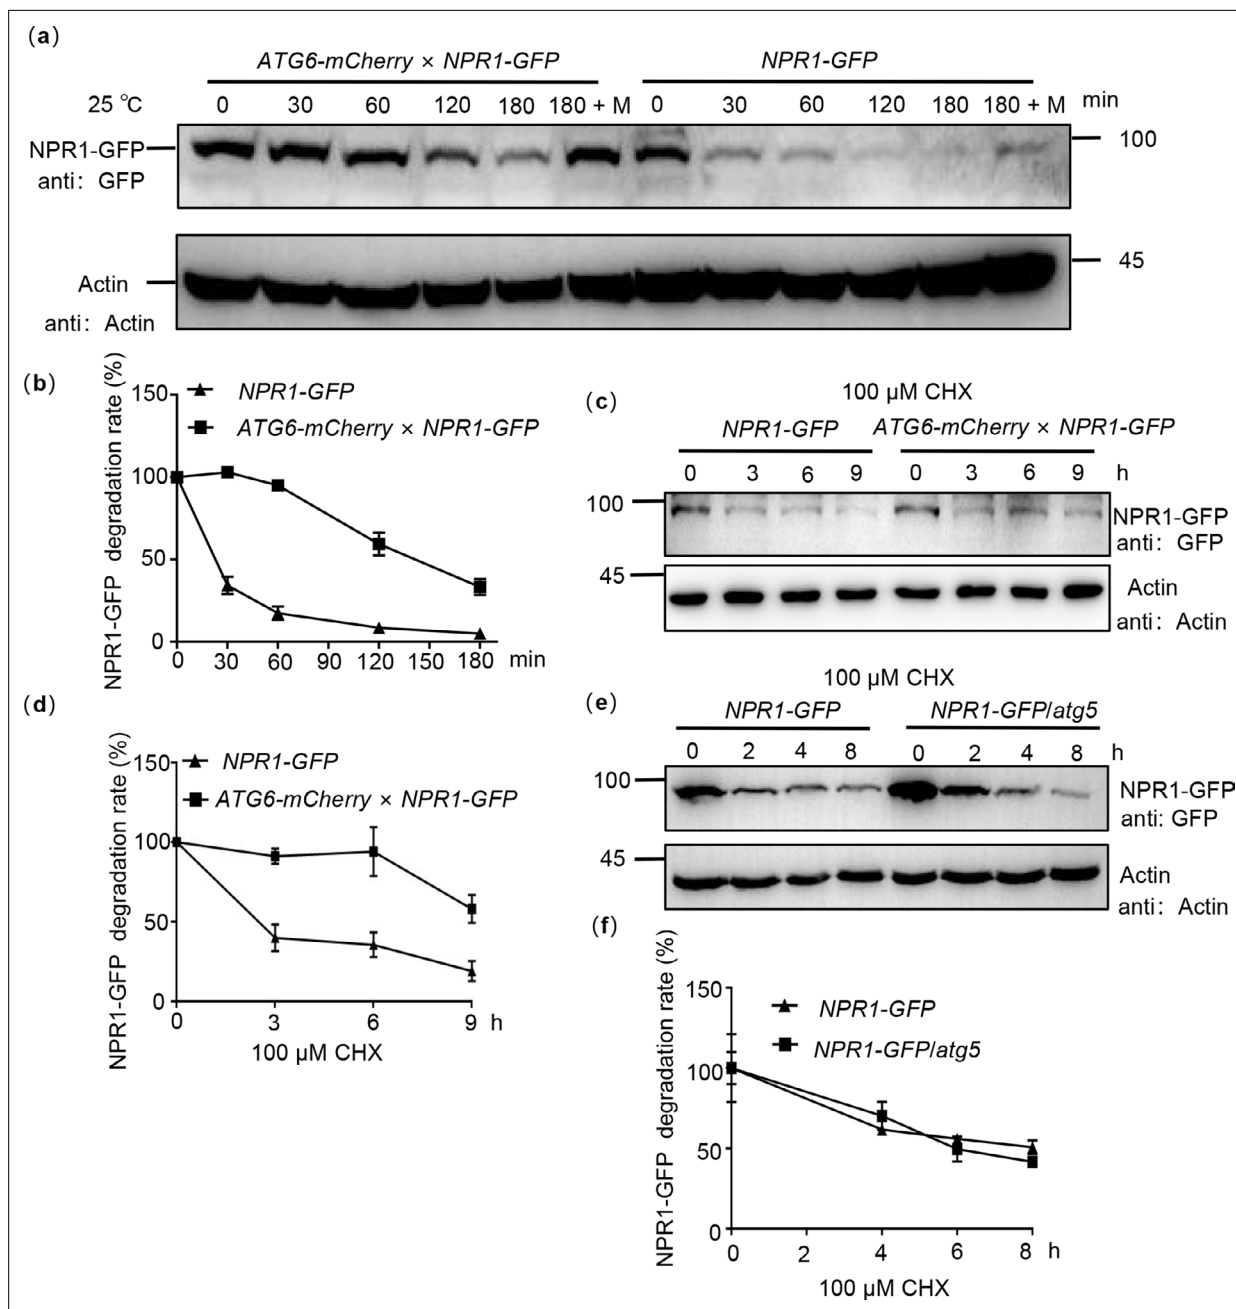 (a)
ATG6-mCherry × NPR1-GFP NPR1-GFP
25 °C 0 30 60 120 180 180 + M 0 30 60 120 180 180 + M min
NPR1-GFP 100
anti: GFP
Actin 45
anti: Actin
(b)
NPR1-GFP degradation rate (%)
150
100
50
0
NPR1-GFP
ATG6-mCherry × NPR1-GFP
0 30 60 90 120 150 180 min
(c)
100 µM CHX
NPR1-GFP ATG6-mCherry × NPR1-GFP
0 3 6 9 0 3 6 9 h
100 NPR1-GFP
anti: GFP
45 Actin
anti: Actin
(d)
NPR1-GFP degradation rate (%)
150
100
50
0
NPR1-GFP
ATG6-mCherry × NPR1-GFP
0 3 6 9 h
100 µM CHX
(e)
100 µM CHX
NPR1-GFP NPR1-GFP/atg5
0 2 4 8 0 2 4 8 h
100 NPR1-GFP
anti: GFP
45 Actin
anti: Actin
(f)
NPR1-GFP degradation rate (%)
150
100
50
0
NPR1-GFP
NPR1-GFP/atg5
0 2 4 6 8 h
100 µM CHX